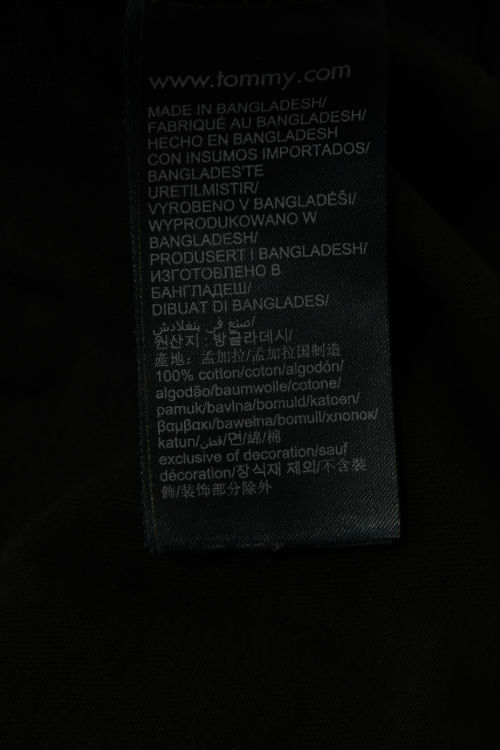 www.tommy.com
MADE IN BANGLADESH/
FABRIQUÉ AU BANGLADESH/
HECHO EN BANGLADESH
CON INSUMOS IMPORTADOS/
BANGLADES'TE
URETILMISTIR/
VYROBENO V BANGLADÉŠI/
WYPRODUKOWANO W
BANGLADESH/
PRODUSERT I BANGLADESH/
ИЗГОТОВЛЕНО В
БАНГЛАДЕШ/
DIBUAT DI BANGLADES/
صنع في بنغلادش/
원산지 : 방글라데시/
產地: 孟加拉/孟加拉国制造
100% cotton/coton/algodón/
algodão/baumwolle/cotone/
pamuk/bavlna/bomuld/katoen/
βαμβακι/bawełna/bomull/хлопок/
katun/قطن/면/綿/棉
exclusive of decoration/sauf
décoration/장식재 제외/不含裝
飾/装饰部分除外